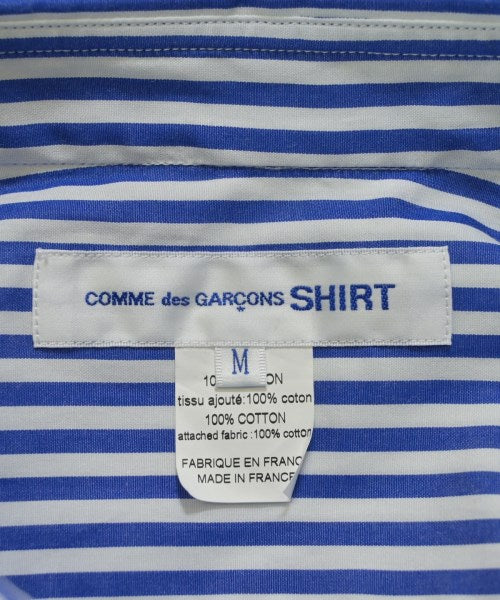 COMME des GARÇONS SHIRT
M
tissu ajouté:100% coton
100% COTTON
attached fabric:100% cotton
FABRIQUE EN FRANC
MADE IN FRANCE